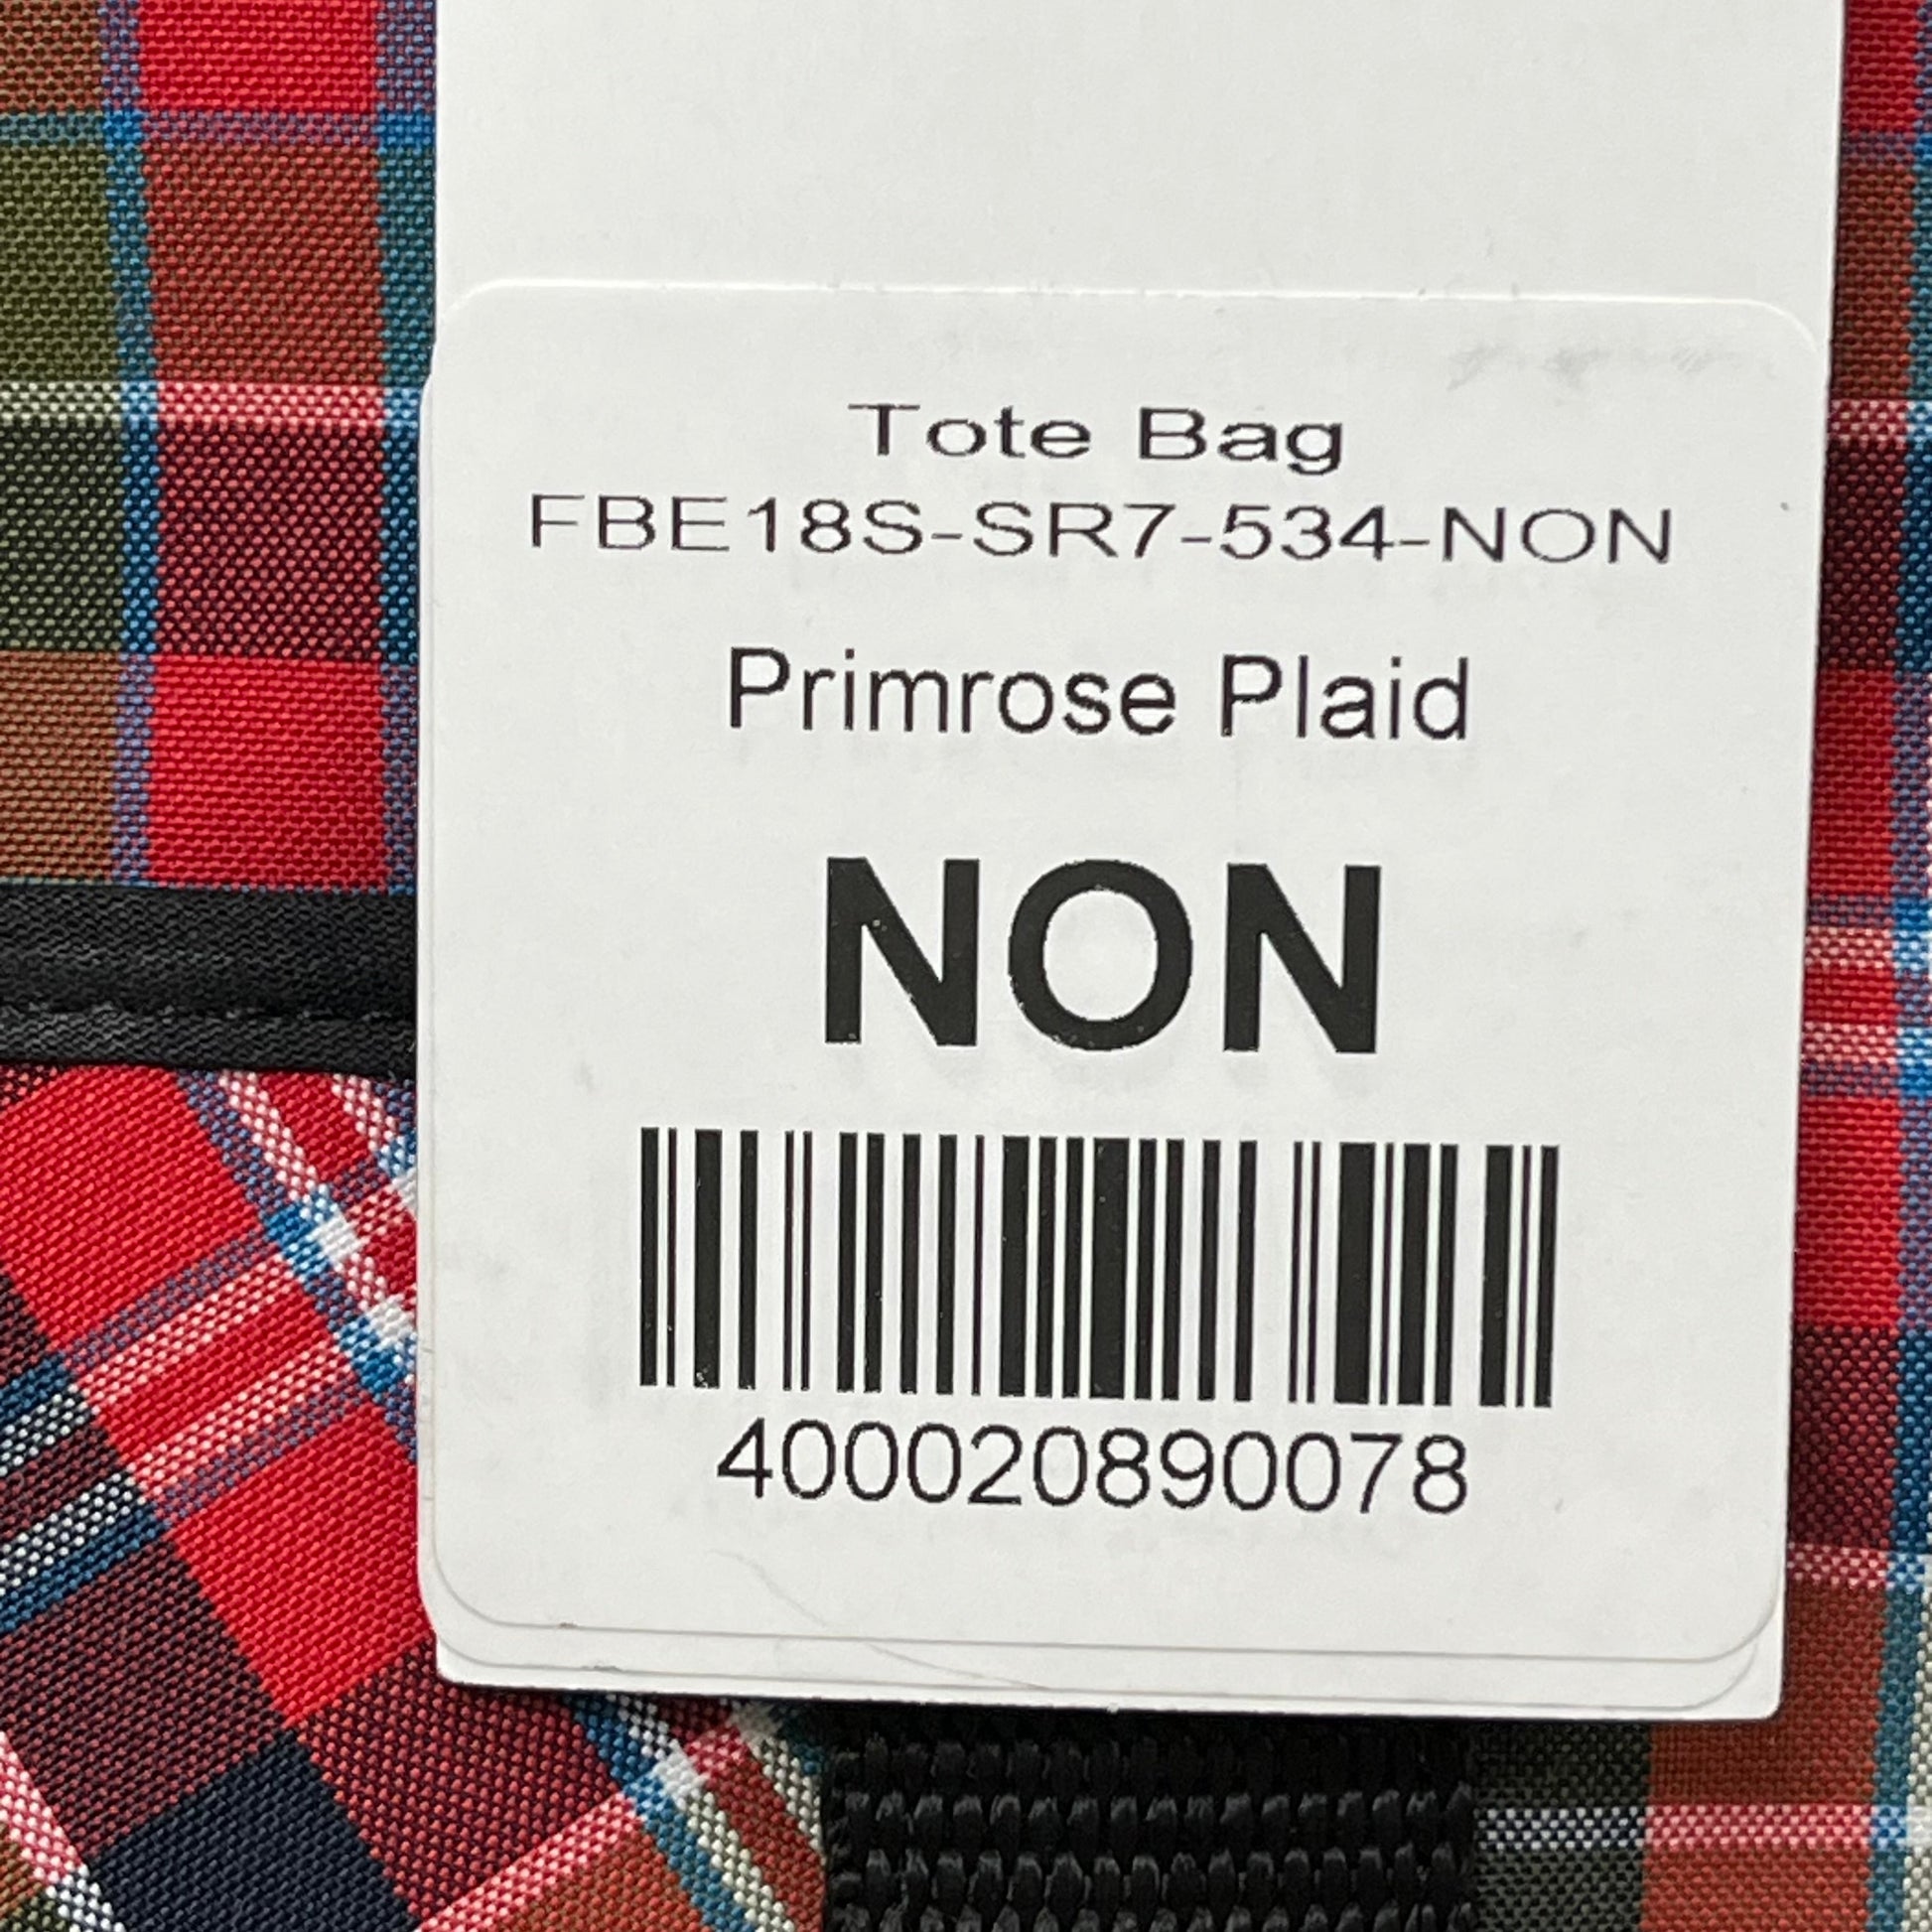 Tote Bag
FBE18S-SR7-534-NON
Primrose Plaid
NON
400020890078